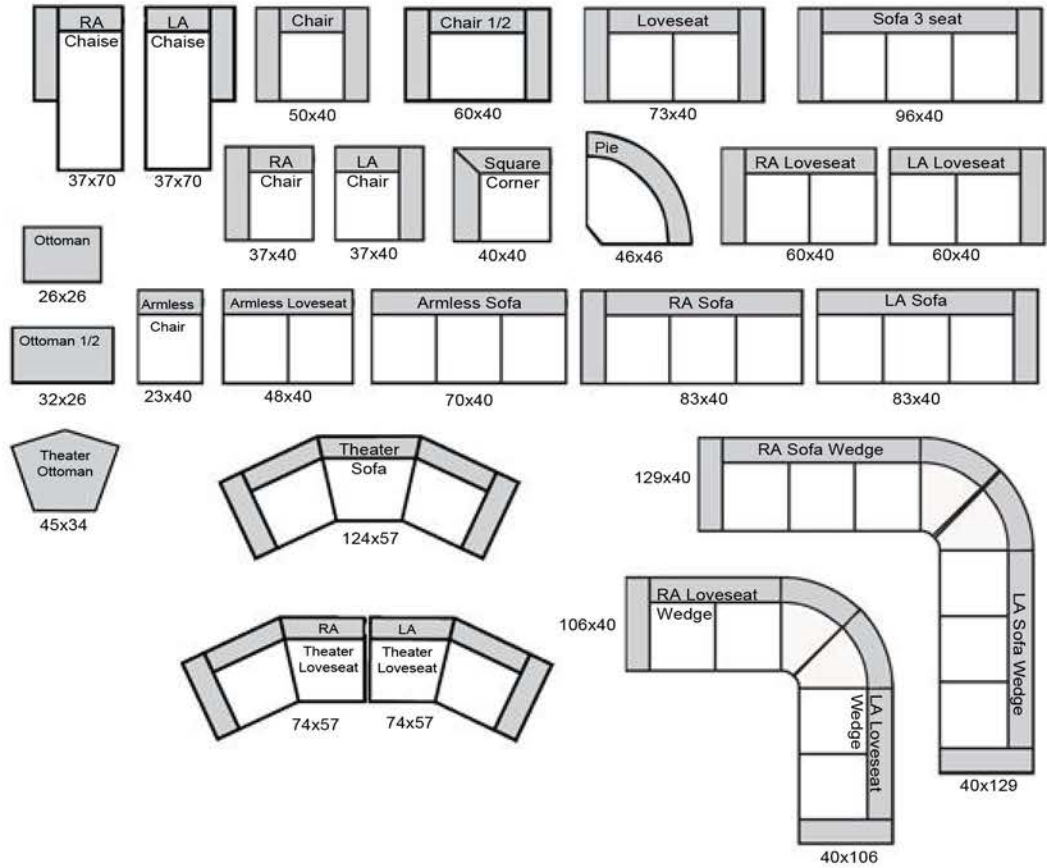 RA
Chaise
37x70
LA
Chaise
37x70
Chair
50x40
Chair 1/2
60x40
Loveseat
73x40
Sofa 3 seat
96x40
RA
Chair
37x40
LA
Chair
37x40
Square
Corner
40x40
Pie
46x46
RA Loveseat
60x40
LA Loveseat
60x40
Ottoman
26x26
Ottoman 1/2
32x26
Armless
Chair
23x40
Armless Loveseat
48x40
Armless Sofa
70x40
RA Sofa
83x40
LA Sofa
83x40
Theater
Ottoman
45x34
Theater
Sofa
124x57
RA Sofa Wedge
129x40
LA Sofa Wedge
40x129
RA Loveseat
Wedge
106x40
LA Loveseat
Wedge
40x106
RA
Theater
Loveseat
74x57
LA
Theater
Loveseat
74x57